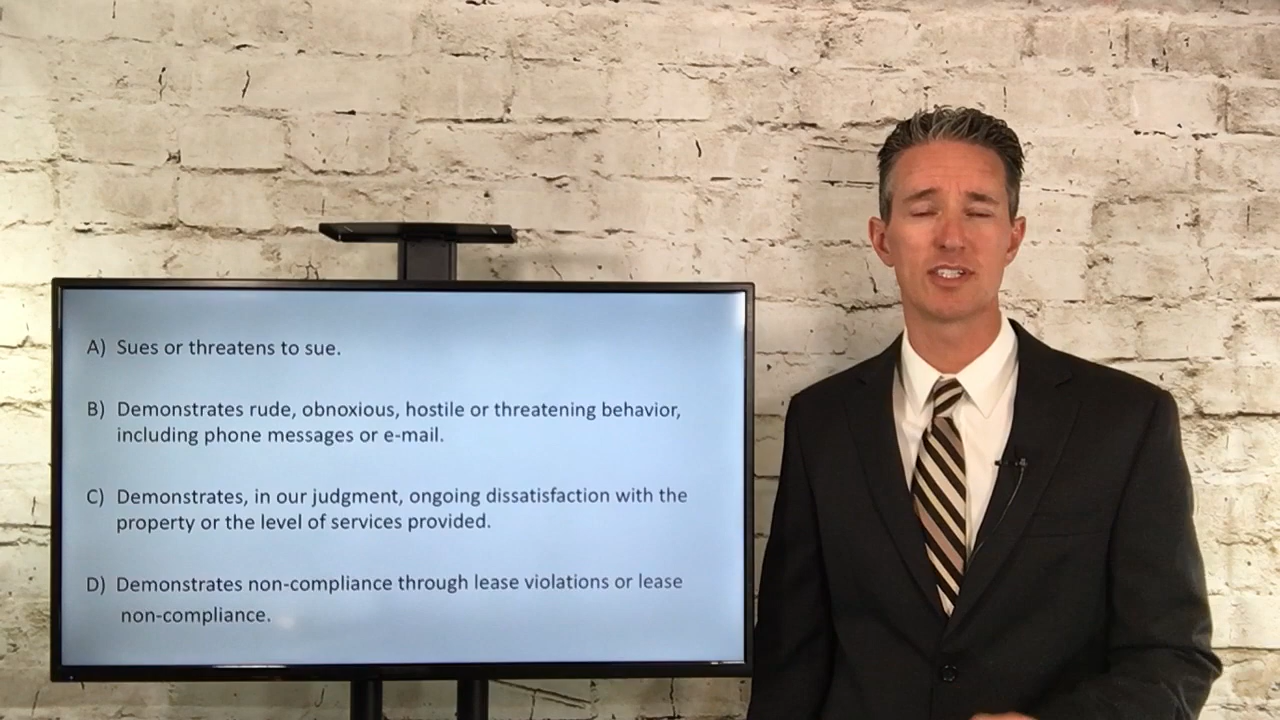 A) Sues or threatens to sue.
B) Demonstrates rude, obnoxious, hostile or threatening behavior,
including phone messages or e-mail.
C) Demonstrates, in our judgment, ongoing dissatisfaction with the
property or the level of services provided.
D) Demonstrates non-compliance through lease violations or lease
non-compliance.